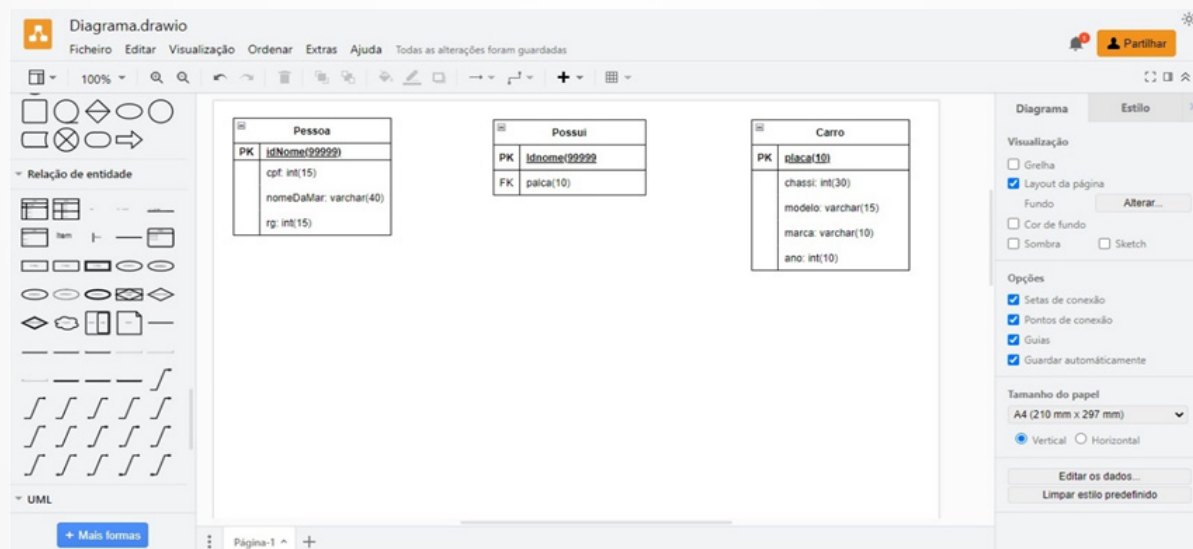 Diagrama.drawio
Ficheiro Editar Visualização Ordenar Extras Ajuda Todas as alterações foram guardadas
Partilhar
100%
Relação de entidade
Item
UML
+ Mais formas
Pessoa
PK idNome(99999)
cpf: int(15)
nomeDaMar: varchar(40)
rg: int(15)
Possui
PK Idnome(99999
FK palca(10)
Carro
PK placa(10)
chassi: int(30)
modelo: varchar(15)
marca: varchar(10)
ano: int(10)
Página-1
Diagrama Estilo
Visualização
Grelha
Layout da página
Fundo Alterar...
Cor de fundo
Sombra Sketch
Opções
Setas de conexão
Pontos de conexão
Guias
Guardar automáticamente
Tamanho do papel
A4 (210 mm x 297 mm)
Vertical Horizontal
Editar os dados...
Limpar estilo predefinido